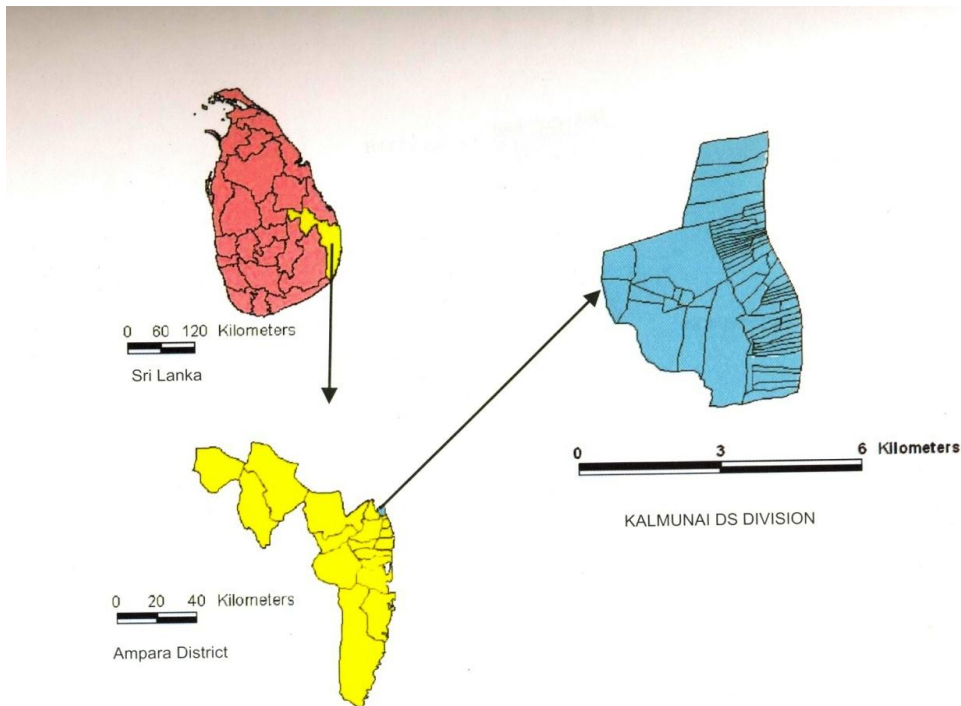 0 60 120 Kilometers
Sri Lanka
0 20 40 Kilometers
Ampara District
0 3 6 Kilometers
KALMUNAI DS DIVISION